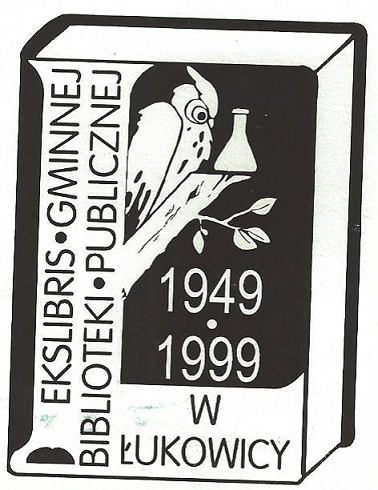 EKSLIBRIS•GMINNEJ
BIBLIOTEKI•PUBLICZNEJ
1949
•
1999
W
ŁUKOWICY